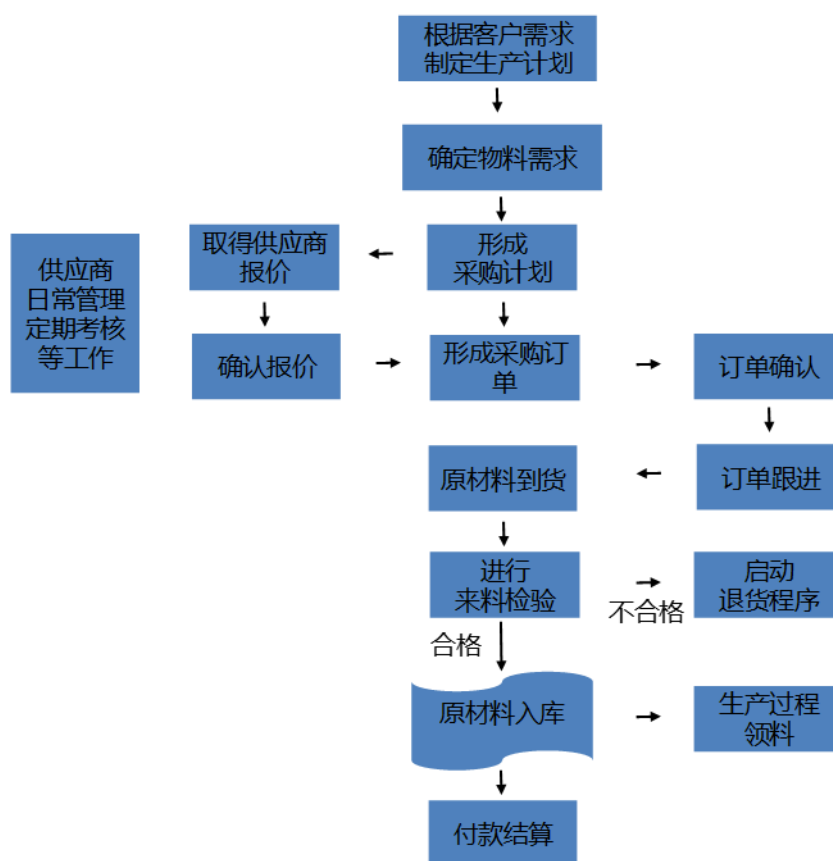 根据客户需求
制定生产计划
确定物料需求
供应商
日常管理
定期考核
等工作
取得供应商
报价
形成
采购计划
确认报价
形成采购订
单
订单确认
原材料到货
订单跟进
进行
来料检验
不合格
启动
退货程序
合格
原材料入库
生产过程
领料
付款结算